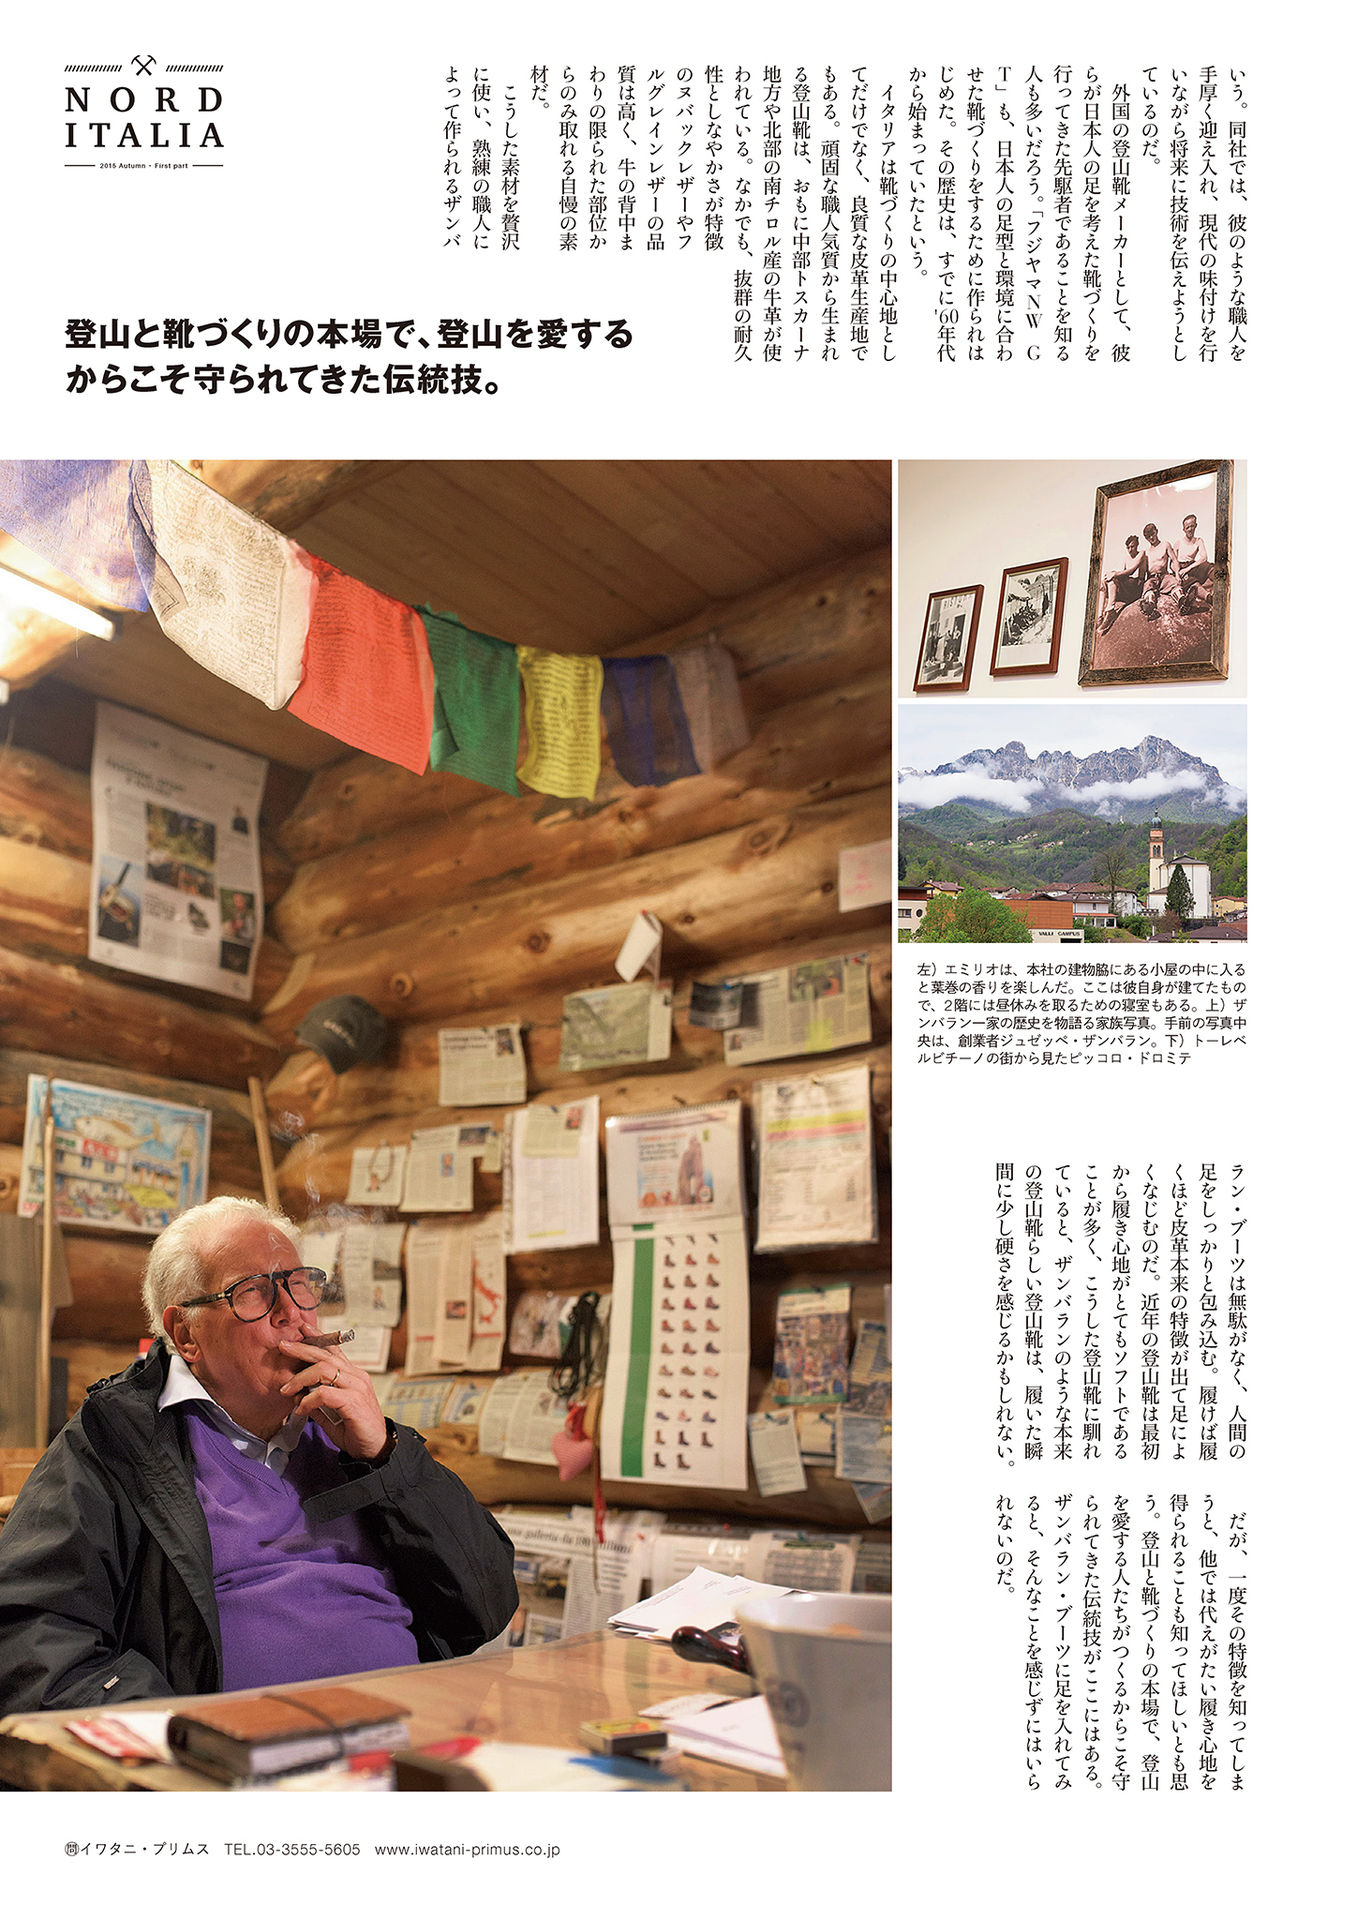 NORD
ITALIA
2015 Autumn・First part
いう。同社では、彼のような職人を
手厚く迎え入れ、現代の味付けを行
いながら将来に技術を伝えようとし
ているのだ。
外国の登山靴メーカーとして、彼
らが日本人の足を考えた靴づくりを
行ってきた先駆者であることを知る
人も多いだろう。「フジヤマNW G
T」も、日本人の足型と環境に合わ
せた靴づくりをするために作られは
じめた。その歴史は、すでに'60年代
から始まっていたという。
イタリアは靴づくりの中心地とし
てだけでなく、良質な皮革生産地で
もある。頑固な職人気質から生まれ
る登山靴は、おもに中部トスカーナ
地方や北部の南チロル産の牛革が使
われている。なかでも、抜群の耐久
性としなやかさが特徴
のヌバックレザーやフ
ルグレインレザーの品
質は高く、牛の背中ま
わりの限られた部位か
らのみ取れる自慢の素
材だ。
こうした素材を贅沢
に使い、熟練の職人に
よって作られるザンバ
登山と靴づくりの本場で、登山を愛する
からこそ守られてきた伝統技。
VALLI CAMPUS
左）エミリオは、本社の建物脇にある小屋の中に入る
と葉巻の香りを楽しんだ。ここは彼自身が建てたもの
で、2階には昼休みを取るための寝室もある。上）ザ
ンバラン一家の歴史を物語る家族写真。手前の写真中
央は、創業者ジュゼッペ・ザンバラン。下）トーレベ
ルビチーノの街から見たピッコロ・ドロミテ
ラン・ブーツは無駄がなく、人間の
足をしっかりと包み込む。履けば履
くほど皮革本来の特徴が出て足によ
くなじむのだ。近年の登山靴は最初
から履き心地がとてもソフトである
ことが多く、こうした登山靴に馴れ
ていると、ザンバランのような本来
の登山靴らしい登山靴は、履いた瞬
間に少し硬さを感じるかもしれない。
だが、一度その特徴を知ってしま
うと、他では代えがたい履き心地を
得られることも知ってほしいとも思
う。登山と靴づくりの本場で、登山
を愛する人たちがつくるからこそ守
られてきた伝統技がここにはある。
ザンバラン・ブーツに足を入れてみ
ると、そんなことを感じずにはいら
れないのだ。
㉄イワタニ・プリムス TEL.03-3555-5605 www.iwatani-primus.co.jp